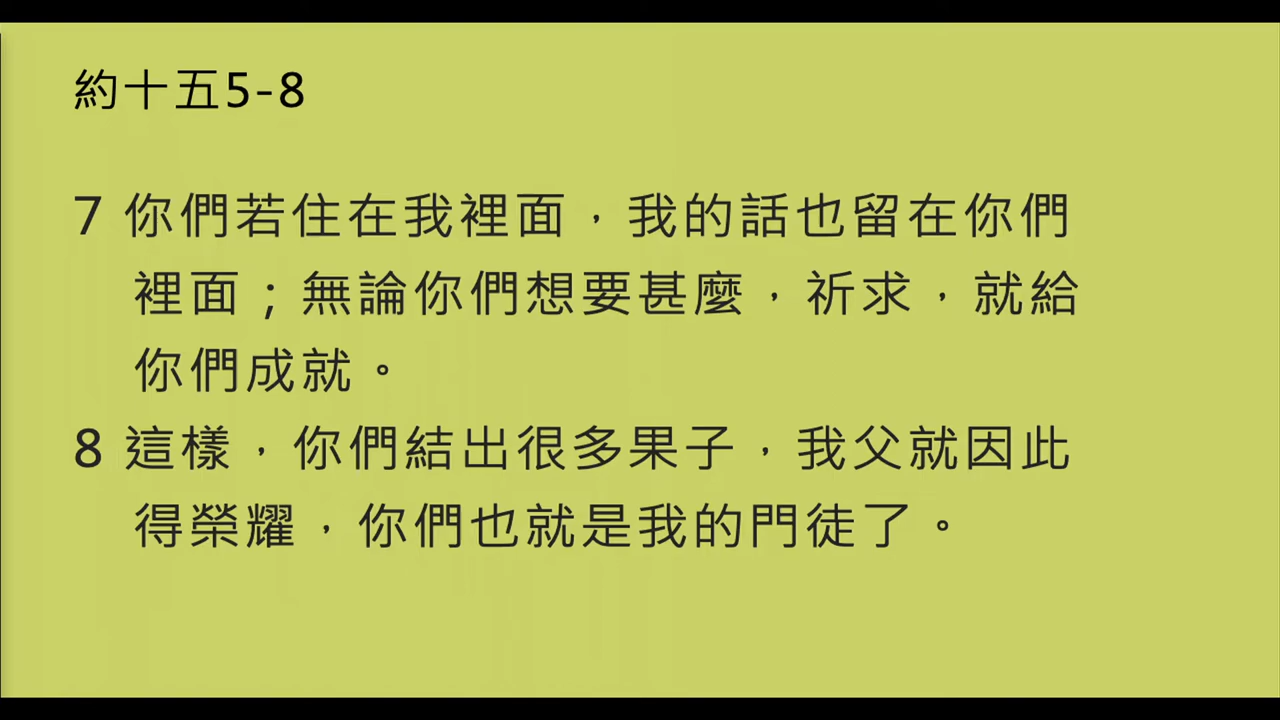 約十五5-8
7 你們若住在我裡面，我的話也留在你們
裡面；無論你們想要甚麼，祈求，就給
你們成就。
8 這樣，你們結出很多果子，我父就因此
得榮耀，你們也就是我的門徒了。